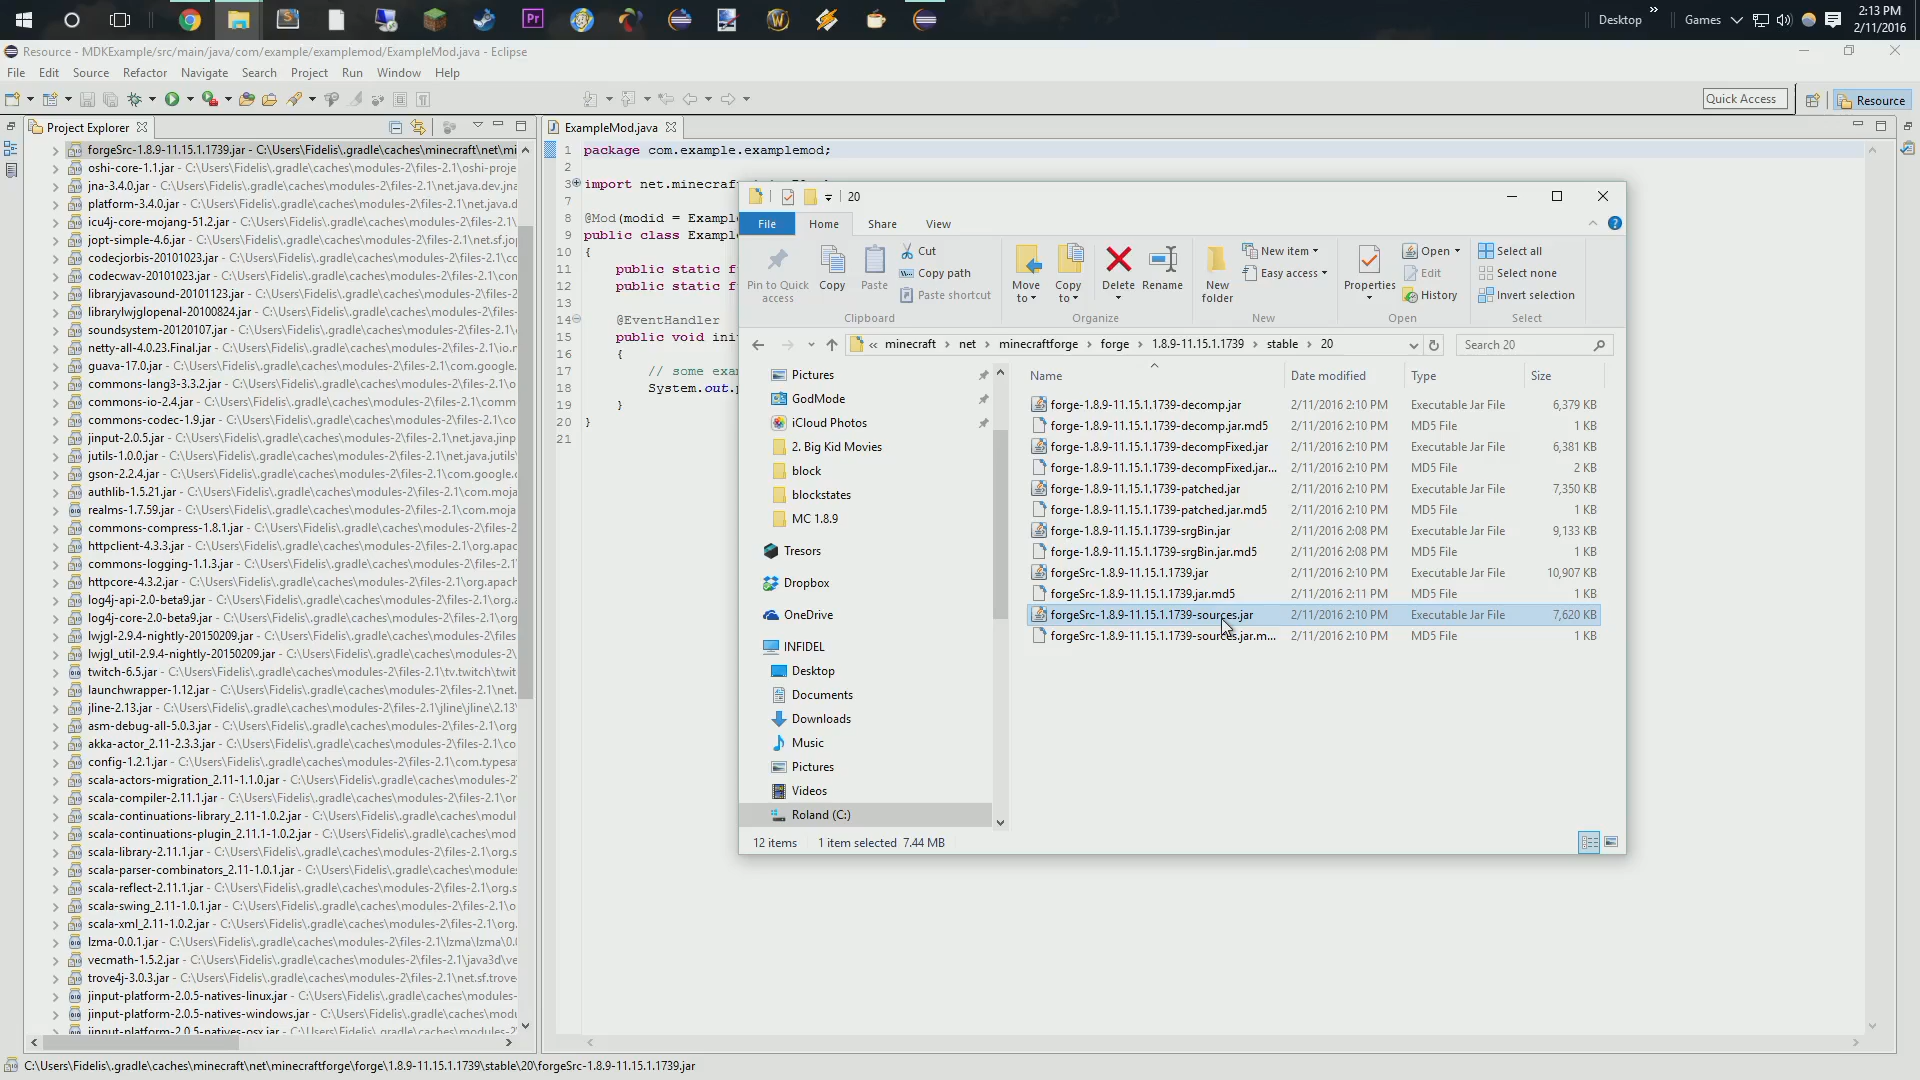 Desktop
»
Games
2:13 PM
2/11/2016
Resource - MDKExample/src/main/java/com/example/examplemod/ExampleMod.java - Eclipse
File Edit Source Refactor Navigate Search Project Run Window Help
Quick Access
Resource
Project Explorer
forgeSrc-1.8.9-11.15.1.1739.jar - C:\Users\Fidelis\.gradle\caches\minecraft\net\mi
oshi-core-1.1.jar - C:\Users\Fidelis\.gradle\caches\modules-2\files-2.1\oshi-proje
jna-3.4.0.jar - C:\Users\Fidelis\.gradle\caches\modules-2\files-2.1\net.java.dev.jna
platform-3.4.0.jar - C:\Users\Fidelis\.gradle\caches\modules-2\files-2.1\net.java.d
icu4j-core-mojang-51.2.jar - C:\Users\Fidelis\.gradle\caches\modules-2\files-2.1\
jopt-simple-4.6.jar - C:\Users\Fidelis\.gradle\caches\modules-2\files-2.1\net.sf.jop
codecjorbis-20101023.jar - C:\Users\Fidelis\.gradle\caches\modules-2\files-2.1\co
codecwav-20101023.jar - C:\Users\Fidelis\.gradle\caches\modules-2\files-2.1\com
libraryjavasound-20101123.jar - C:\Users\Fidelis\.gradle\caches\modules-2\files-2
librarylwjglopenal-20100824.jar - C:\Users\Fidelis\.gradle\caches\modules-2\files-
soundsystem-20120107.jar - C:\Users\Fidelis\.gradle\caches\modules-2\files-2.1\c
netty-all-4.0.23.Final.jar - C:\Users\Fidelis\.gradle\caches\modules-2\files-2.1\io.n
guava-17.0.jar - C:\Users\Fidelis\.gradle\caches\modules-2\files-2.1\com.google.
commons-lang3-3.3.2.jar - C:\Users\Fidelis\.gradle\caches\modules-2\files-2.1\or
commons-io-2.4.jar - C:\Users\Fidelis\.gradle\caches\modules-2\files-2.1\commo
commons-codec-1.9.jar - C:\Users\Fidelis\.gradle\caches\modules-2\files-2.1\com
jinput-2.0.5.jar - C:\Users\Fidelis\.gradle\caches\modules-2\files-2.1\net.java.jinp
jutils-1.0.0.jar - C:\Users\Fidelis\.gradle\caches\modules-2\files-2.1\net.java.jutils\
gson-2.2.4.jar - C:\Users\Fidelis\.gradle\caches\modules-2\files-2.1\com.google.c
authlib-1.5.21.jar - C:\Users\Fidelis\.gradle\caches\modules-2\files-2.1\com.moja
realms-1.7.59.jar - C:\Users\Fidelis\.gradle\caches\modules-2\files-2.1\com.moja
commons-compress-1.8.1.jar - C:\Users\Fidelis\.gradle\caches\modules-2\files-2.
httpclient-4.3.3.jar - C:\Users\Fidelis\.gradle\caches\modules-2\files-2.1\org.apac
commons-logging-1.1.3.jar - C:\Users\Fidelis\.gradle\caches\modules-2\files-2.1\c
httpcore-4.3.2.jar - C:\Users\Fidelis\.gradle\caches\modules-2\files-2.1\org.apach
log4j-api-2.0-beta9.jar - C:\Users\Fidelis\.gradle\caches\modules-2\files-2.1\org.a
log4j-core-2.0-beta9.jar - C:\Users\Fidelis\.gradle\caches\modules-2\files-2.1\org.
lwjgl-2.9.4-nightly-20150209.jar - C:\Users\Fidelis\.gradle\caches\modules-2\files
lwjgl_util-2.9.4-nightly-20150209.jar - C:\Users\Fidelis\.gradle\caches\modules-2\
twitch-6.5.jar - C:\Users\Fidelis\.gradle\caches\modules-2\files-2.1\tv.twitch\twit
launchwrapper-1.12.jar - C:\Users\Fidelis\.gradle\caches\modules-2\files-2.1\net.
jline-2.13.jar - C:\Users\Fidelis\.gradle\caches\modules-2\files-2.1\jline\jline\2.13\
asm-debug-all-5.0.3.jar - C:\Users\Fidelis\.gradle\caches\modules-2\files-2.1\org
akka-actor_2.11-2.3.3.jar - C:\Users\Fidelis\.gradle\caches\modules-2\files-2.1\co
config-1.2.1.jar - C:\Users\Fidelis\.gradle\caches\modules-2\files-2.1\com.typesaf
scala-actors-migration_2.11-1.1.0.jar - C:\Users\Fidelis\.gradle\caches\modules-2\
scala-compiler-2.11.1.jar - C:\Users\Fidelis\.gradle\caches\modules-2\files-2.1\or
scala-continuations-library_2.11-1.0.2.jar - C:\Users\Fidelis\.gradle\caches\modu
scala-continuations-plugin_2.11.1-1.0.2.jar - C:\Users\Fidelis\.gradle\caches\mod
scala-library-2.11.1.jar - C:\Users\Fidelis\.gradle\caches\modules-2\files-2.1\org.s
scala-parser-combinators_2.11-1.0.1.jar - C:\Users\Fidelis\.gradle\caches\module
scala-reflect-2.11.1.jar - C:\Users\Fidelis\.gradle\caches\modules-2\files-2.1\org.s
scala-swing_2.11-1.0.1.jar - C:\Users\Fidelis\.gradle\caches\modules-2\files-2.1\o
scala-xml_2.11-1.0.2.jar - C:\Users\Fidelis\.gradle\caches\modules-2\files-2.1\org
lzma-0.0.1.jar - C:\Users\Fidelis\.gradle\caches\modules-2\files-2.1\lzma\lzma\0.0
vecmath-1.5.2.jar - C:\Users\Fidelis\.gradle\caches\modules-2\files-2.1\java3d\ve
trove4j-3.0.3.jar - C:\Users\Fidelis\.gradle\caches\modules-2\files-2.1\net.sf.trove
jinput-platform-2.0.5-natives-linux.jar - C:\Users\Fidelis\.gradle\caches\modules-
jinput-platform-2.0.5-natives-windows.jar - C:\Users\Fidelis\.gradle\caches\mod
jinput-platform-2.0.5-natives-osx.jar - C:\Users\Fidelis\.gradle\caches\modules-2
ExampleMod.java
1 package com.example.examplemod;
2
3 import net.minecraf
7
8 @Mod(modid = Exampl
9 public class Exampl
10 {
11 public static f
12 public static f
13
14 @EventHandler
15 public void ini
16 {
17 // some exa
18 System.out.p
19 }
20 }
21
20
File Home Share View
Pin to Quick access
Copy
Paste
Cut
Copy path
Paste shortcut
Clipboard
Move to
Copy to
Delete
Rename
Organize
New folder
New item
Easy access
New
Properties
Open
Edit
History
Open
Select all
Select none
Invert selection
Select
« minecraft > net > minecraftforge > forge > 1.8.9-11.15.1.1739 > stable > 20
Search 20
Pictures
GodMode
iCloud Photos
2. Big Kid Movies
block
blockstates
MC 1.8.9
Tresors
Dropbox
OneDrive
INFIDEL
Desktop
Documents
Downloads
Music
Pictures
Videos
Roland (C:)
Name Date modified Type Size
forge-1.8.9-11.15.1.1739-decomp.jar 2/11/2016 2:10 PM Executable Jar File 6,379 KB
forge-1.8.9-11.15.1.1739-decomp.jar.md5 2/11/2016 2:10 PM MD5 File 1 KB
forge-1.8.9-11.15.1.1739-decompFixed.jar 2/11/2016 2:10 PM Executable Jar File 6,381 KB
forge-1.8.9-11.15.1.1739-decompFixed.jar... 2/11/2016 2:10 PM MD5 File 2 KB
forge-1.8.9-11.15.1.1739-patched.jar 2/11/2016 2:10 PM Executable Jar File 7,350 KB
forge-1.8.9-11.15.1.1739-patched.jar.md5 2/11/2016 2:10 PM MD5 File 1 KB
forge-1.8.9-11.15.1.1739-srgBin.jar 2/11/2016 2:08 PM Executable Jar File 9,133 KB
forge-1.8.9-11.15.1.1739-srgBin.jar.md5 2/11/2016 2:08 PM MD5 File 1 KB
forgeSrc-1.8.9-11.15.1.1739.jar 2/11/2016 2:10 PM Executable Jar File 10,907 KB
forgeSrc-1.8.9-11.15.1.1739.jar.md5 2/11/2016 2:11 PM MD5 File 1 KB
forgeSrc-1.8.9-11.15.1.1739-sources.jar 2/11/2016 2:10 PM Executable Jar File 7,620 KB
forgeSrc-1.8.9-11.15.1.1739-sources.jar.m... 2/11/2016 2:10 PM MD5 File 1 KB
12 items 1 item selected 7.44 MB
C:\Users\Fidelis\.gradle\caches\minecraft\net\minecraftforge\forge\1.8.9-11.15.1.1739\stable\20\forgeSrc-1.8.9-11.15.1.1739.jar